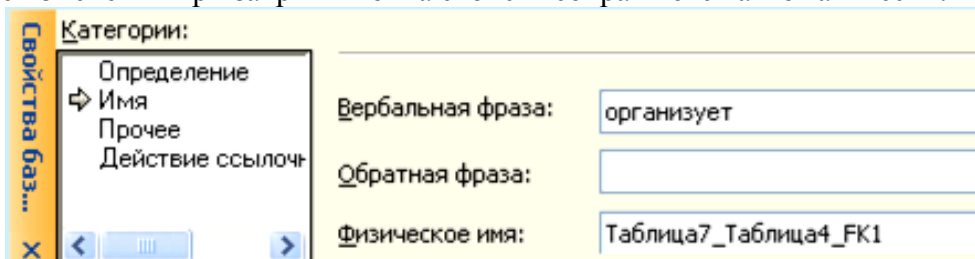 Категории:
Свойства баз...
Определение
Имя
Прочее
Действие ссылочн
Вербальная фраза:
организует
Обратная фраза:
Физическое имя:
Таблица7_Таблица4_FK1